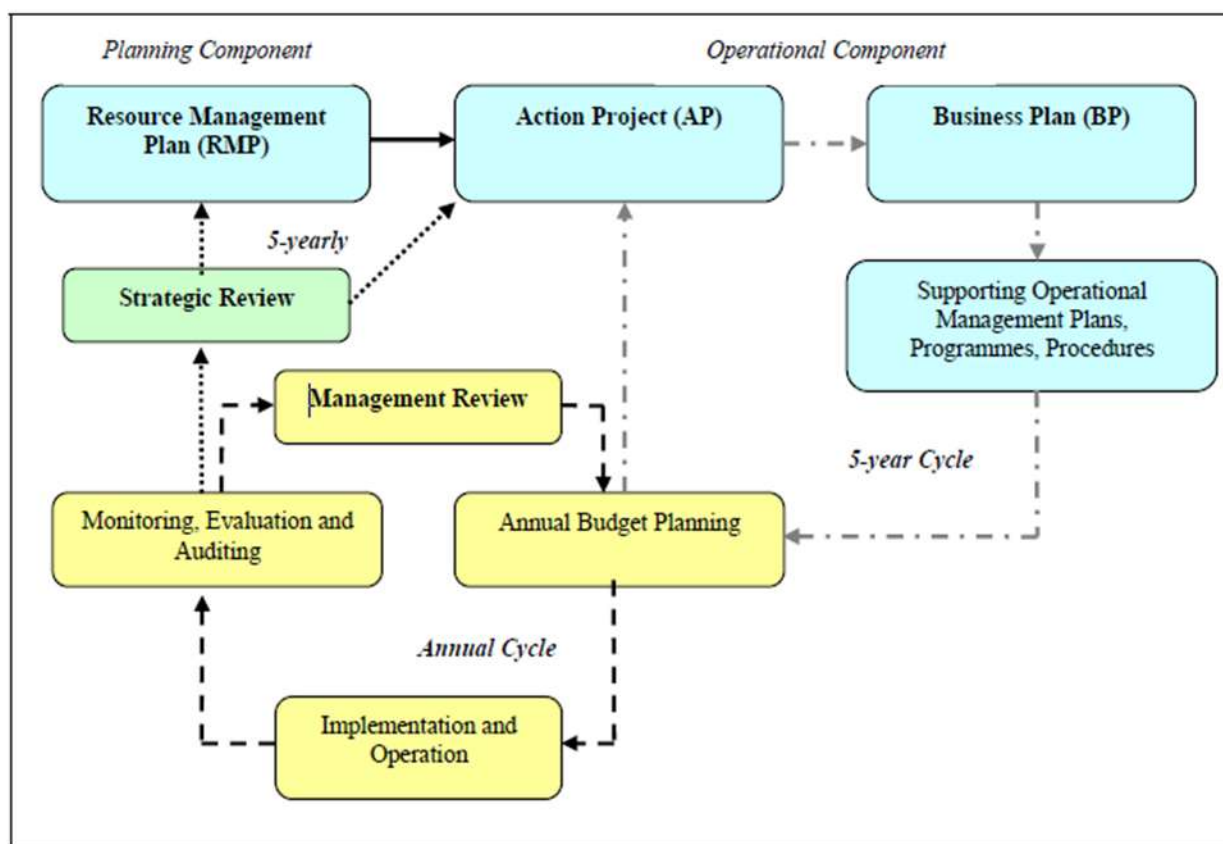 Planning Component
Operational Component
Resource Management
Plan (RMP)
Action Project (AP)
Business Plan (BP)
5-yearly
Strategic Review
Supporting Operational
Management Plans,
Programmes, Procedures
Management Review
5-year Cycle
Monitoring, Evaluation and
Auditing
Annual Budget Planning
Annual Cycle
Implementation and
Operation